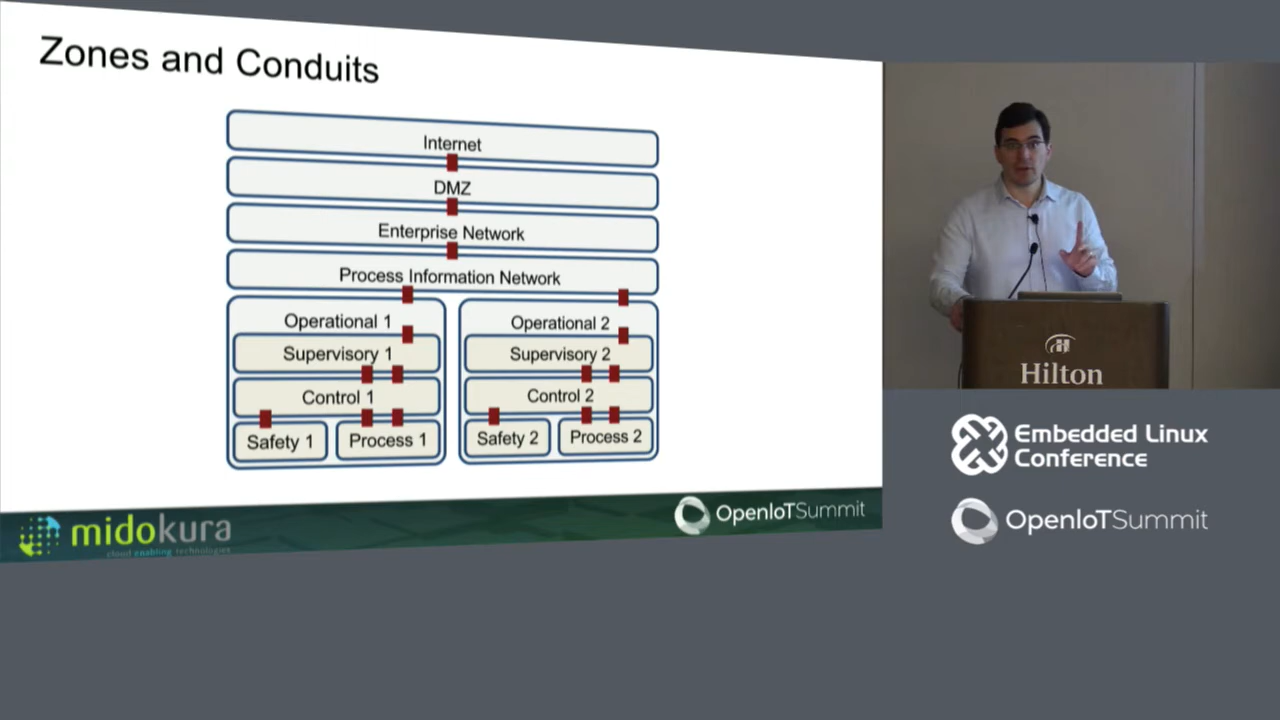 Zones and Conduits
Internet
DMZ
Enterprise Network
Process Information Network
Operational 1
Supervisory 1
Control 1
Safety 1
Process 1
Operational 2
Supervisory 2
Control 2
Safety 2
Process 2
midokura
cloud enabling technologies
OpenIoTSummit
Hilton
Embedded Linux
Conference
OpenIoTSummit